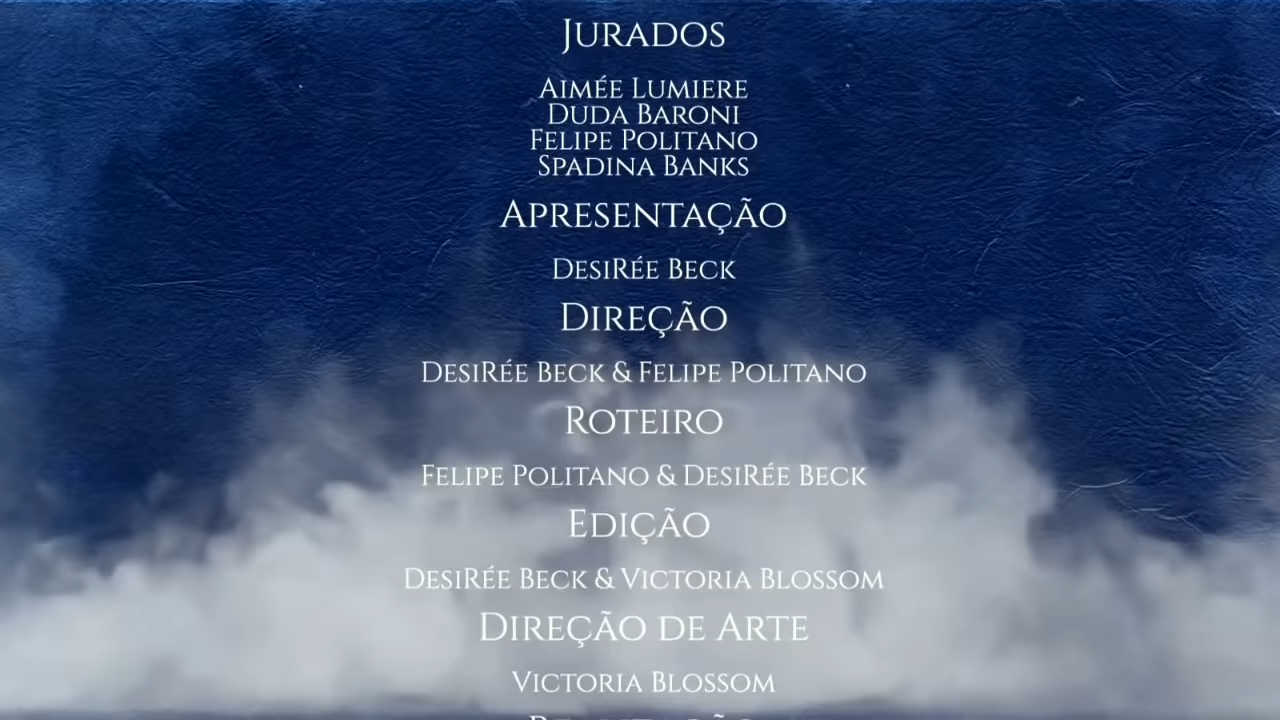 Jurados
Aimée Lumiere
Duda Baroni
Felipe Politano
Spadina Banks
Apresentação
DesiRée Beck
Direção
DesiRée Beck & Felipe Politano
Roteiro
Felipe Politano & DesiRée Beck
Edição
DesiRée Beck & Victoria Blossom
Direção de Arte
Victoria Blossom